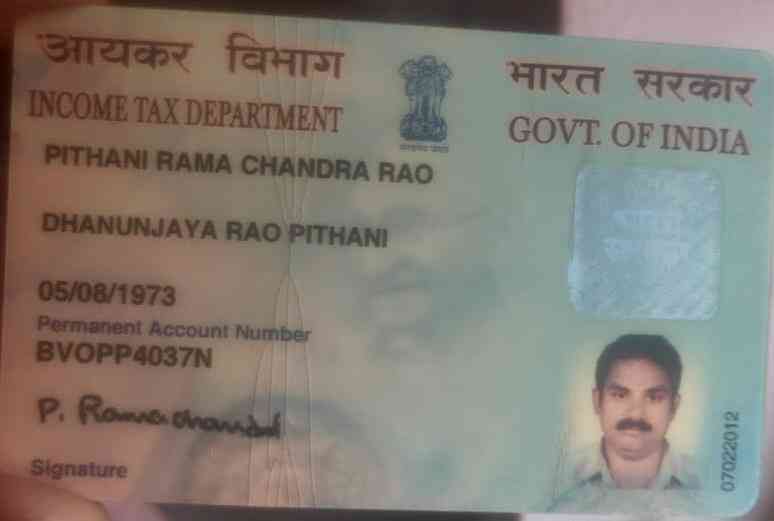 आयकर विभाग
INCOME TAX DEPARTMENT
भारत सरकार
GOVT. OF INDIA
PITHANI RAMA CHANDRA RAO
DHANUNJAYA RAO PITHANI
05/08/1973
Permanent Account Number
BVOPP4037N
P. Ramachand
Signature
07022012